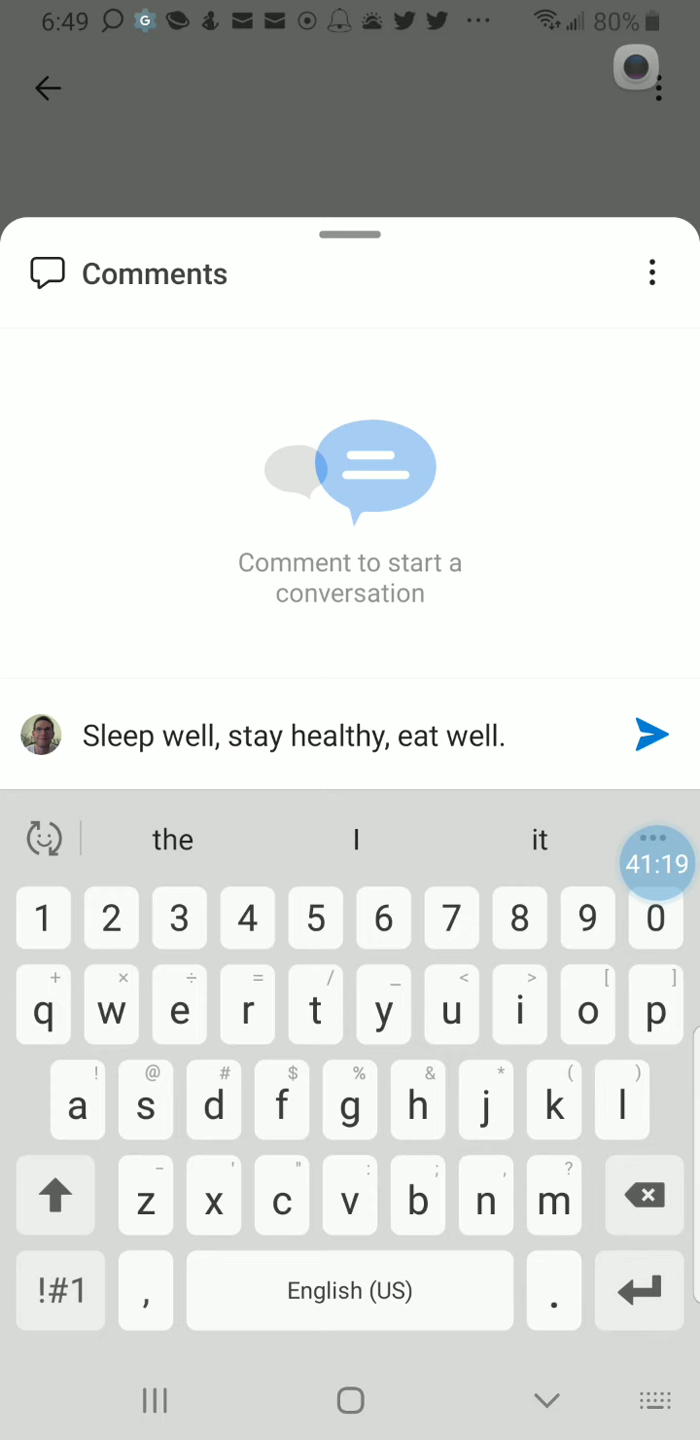 6:49 G 80%
Comments
Comment to start a
conversation
Sleep well, stay healthy, eat well.
the I it
41:19
1 2 3 4 5 6 7 8 9 0
+ × ÷ = / _ < > [ ]
q w e r t y u i o p
! @ # $ % & * ( )
a s d f g h j k l
- ' " : ; , ?
z x c v b n m
!#1 , English (US) .